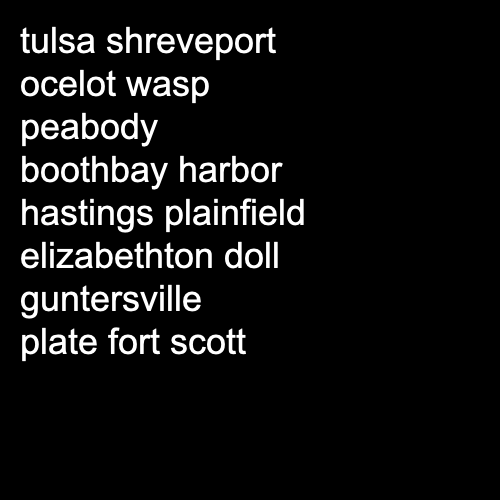 tulsa shreveport
ocelot wasp
peabody
boothbay harbor
hastings plainfield
elizabethton doll
guntersville
plate fort scott